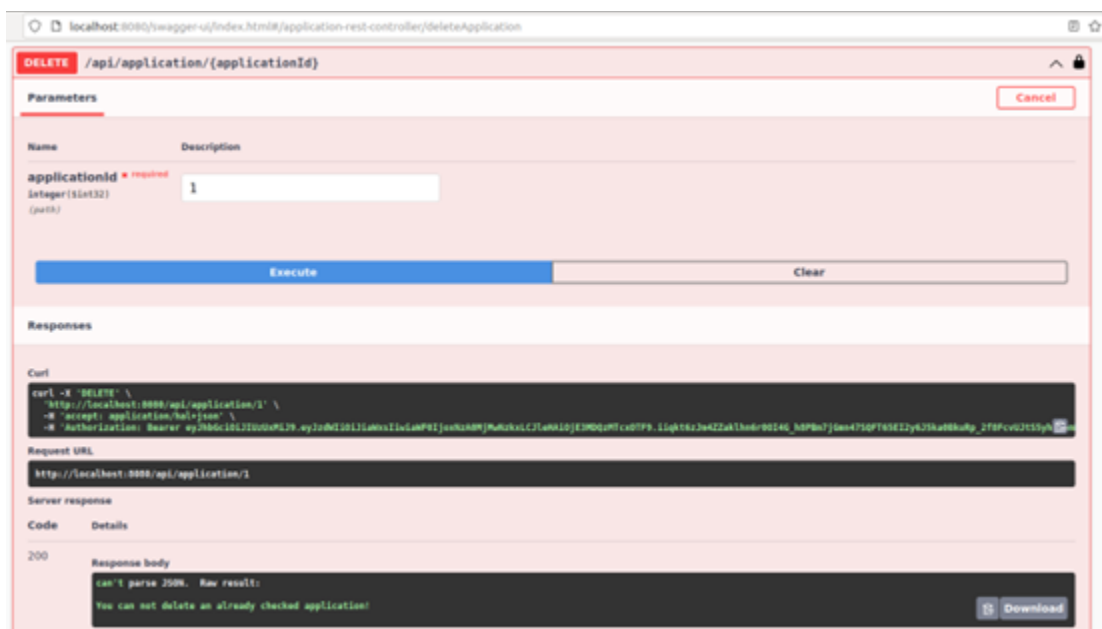 localhost:8080/swagger-ui/index.html#/application-rest-controller/deleteApplication
DELETE /api/application/{applicationId}
Parameters
Cancel
Name Description
applicationId * required
integer($int32)
(path)
1
Execute Clear
Responses
Curl
curl -X 'DELETE' \
'http://localhost:8080/api/application/1' \
-H 'accept: application/hal+json' \
-H 'Authorization: Bearer
Request URL
http://localhost:8080/api/application/1
Server response
Code Details
200
Response body
can't parse JSON. Raw result:
You can not delete an already checked application!
Download